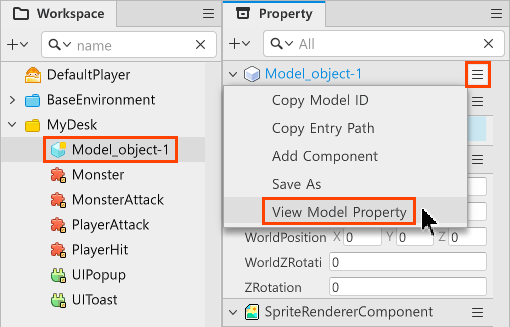 Workspace
name
DefaultPlayer
BaseEnvironment
MyDesk
Model_object-1
Monster
MonsterAttack
PlayerAttack
PlayerHit
UIPopup
UIToast
Property
All
Model_object-1
Copy Model ID
Copy Entry Path
Add Component
Save As
View Model Property
WorldPosition X 0 Y 0 Z 0
WorldZRotati 0
ZRotation 0
SpriteRendererComponent